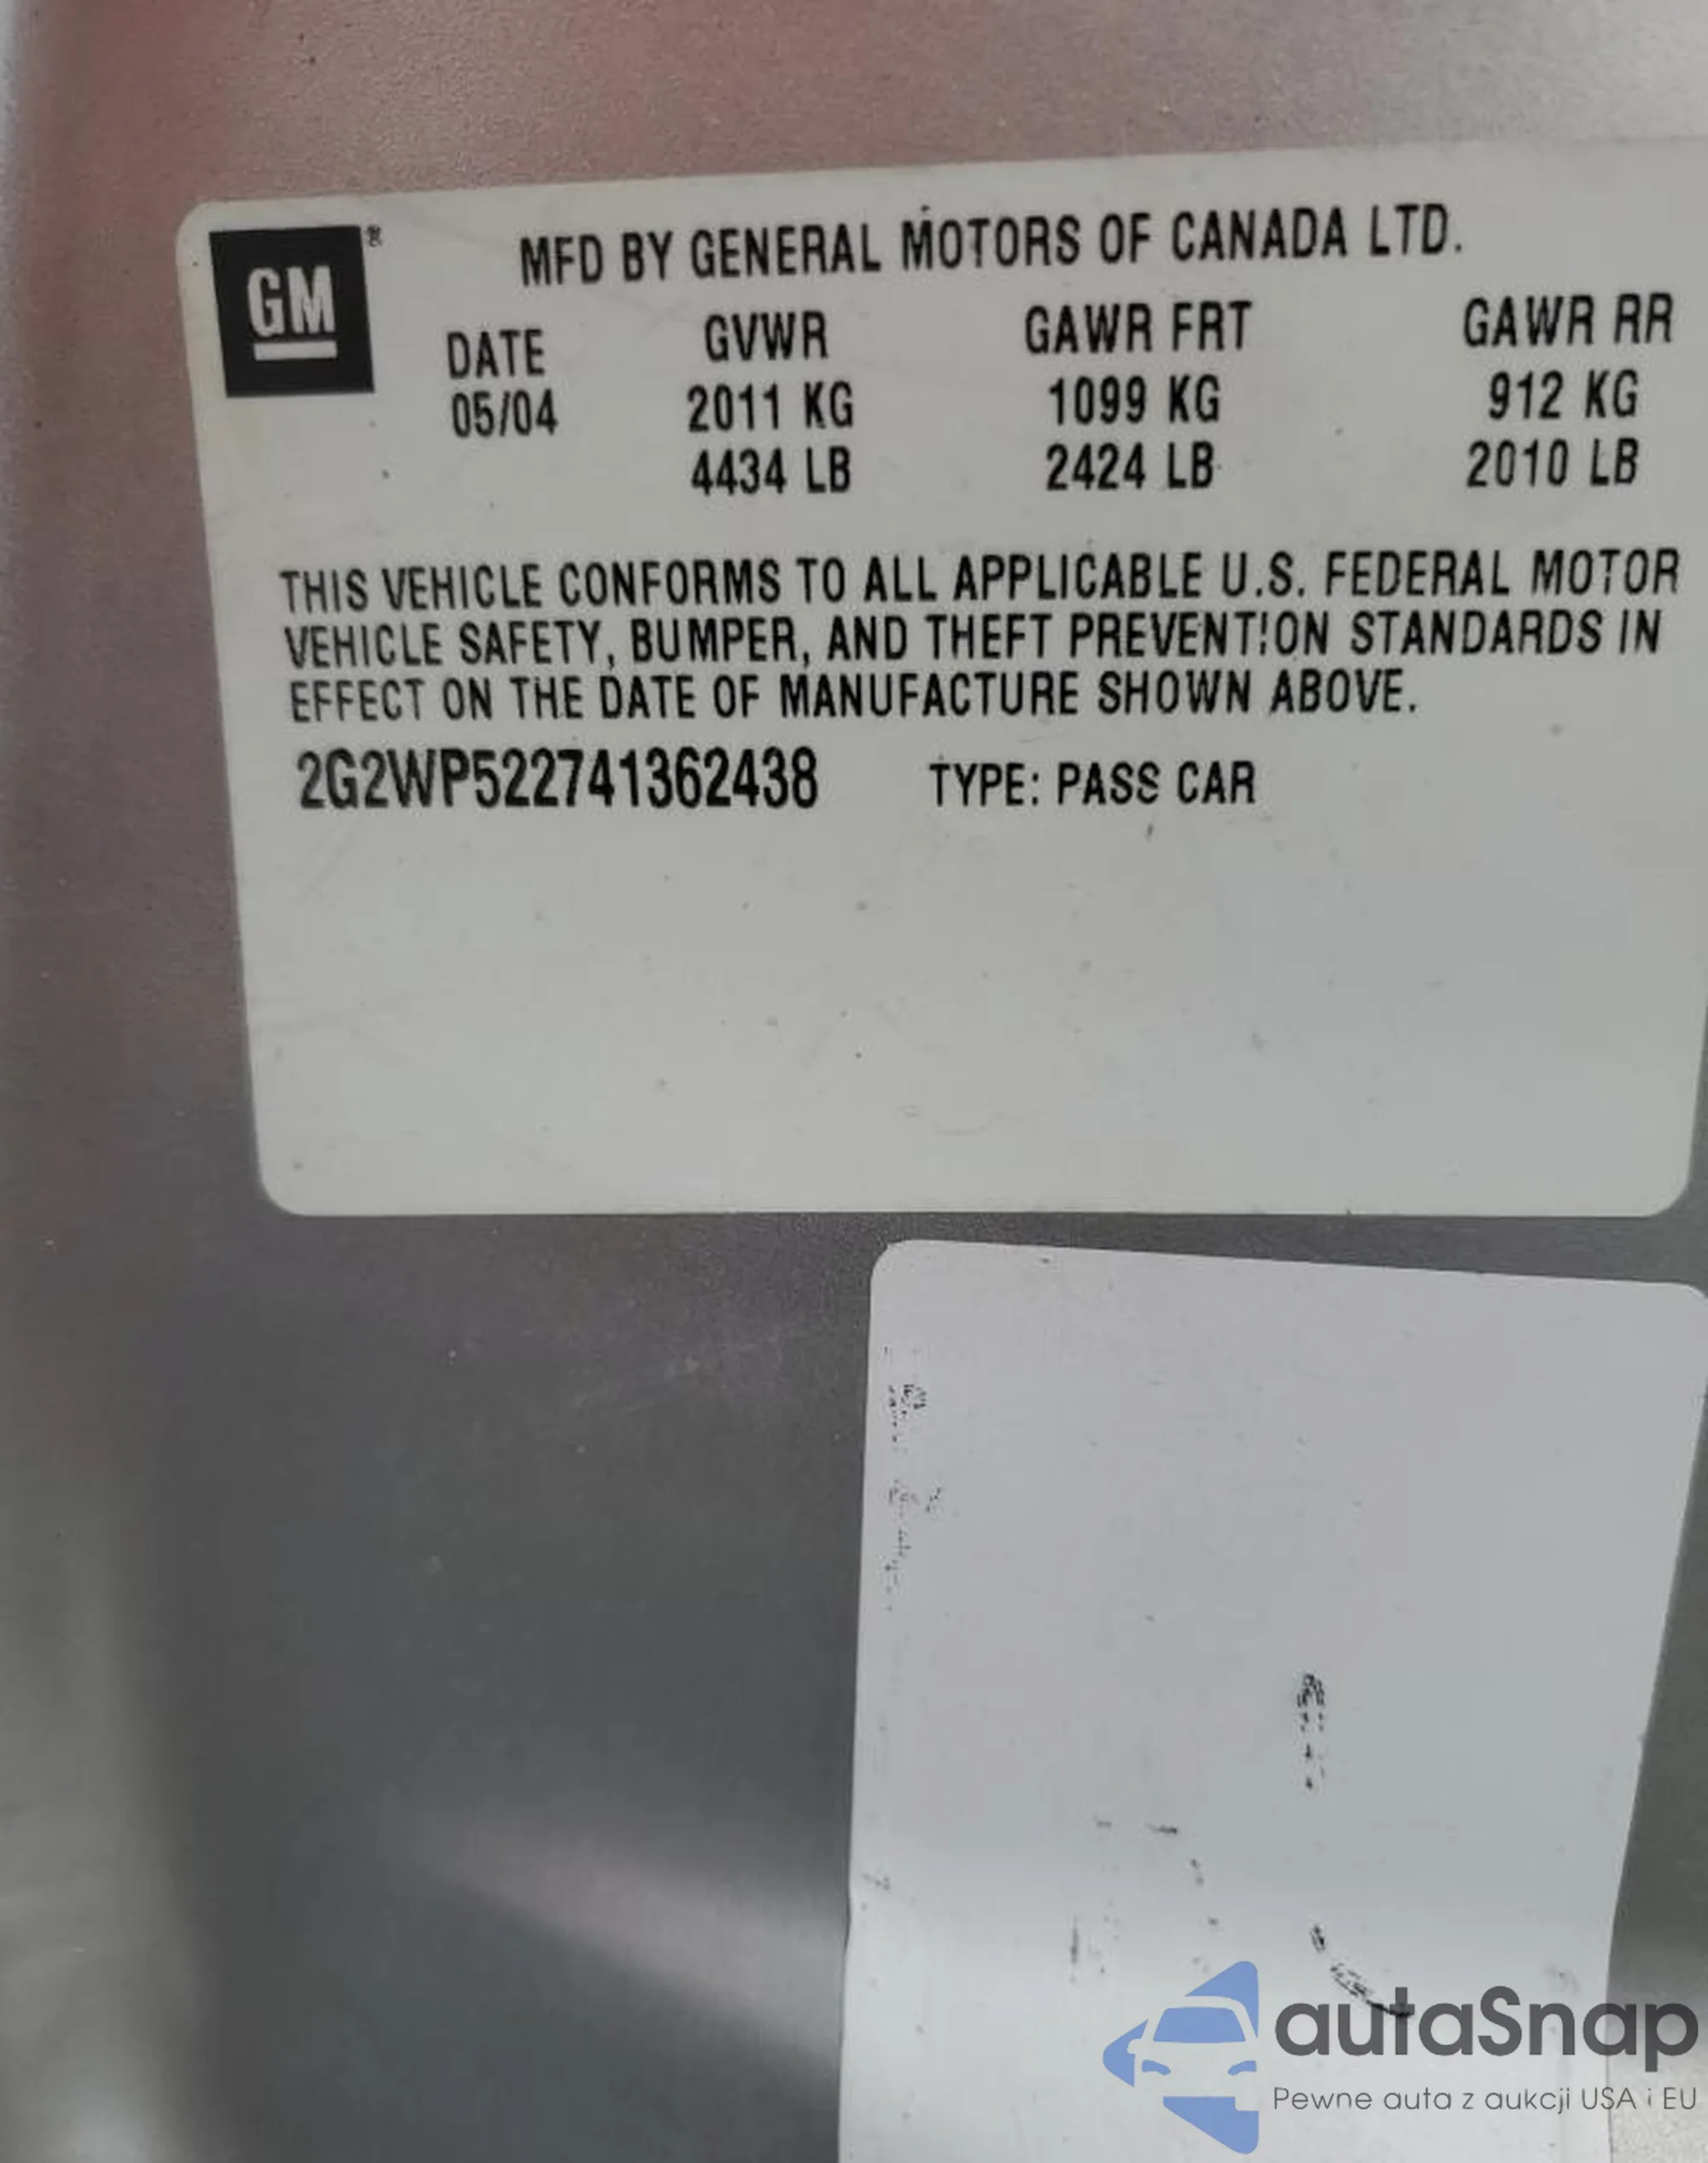 GM®
MFD BY GENERAL MOTORS OF CANADA LTD.
DATE GVWR GAWR FRT GAWR RR
05/04 2011 KG 1099 KG 912 KG
4434 LB 2424 LB 2010 LB
THIS VEHICLE CONFORMS TO ALL APPLICABLE U.S. FEDERAL MOTOR
VEHICLE SAFETY, BUMPER, AND THEFT PREVENTION STANDARDS IN
EFFECT ON THE DATE OF MANUFACTURE SHOWN ABOVE.
2G2WP522741362438 TYPE: PASS CAR
autaSnap
Pewne auta z aukcji USA i EU